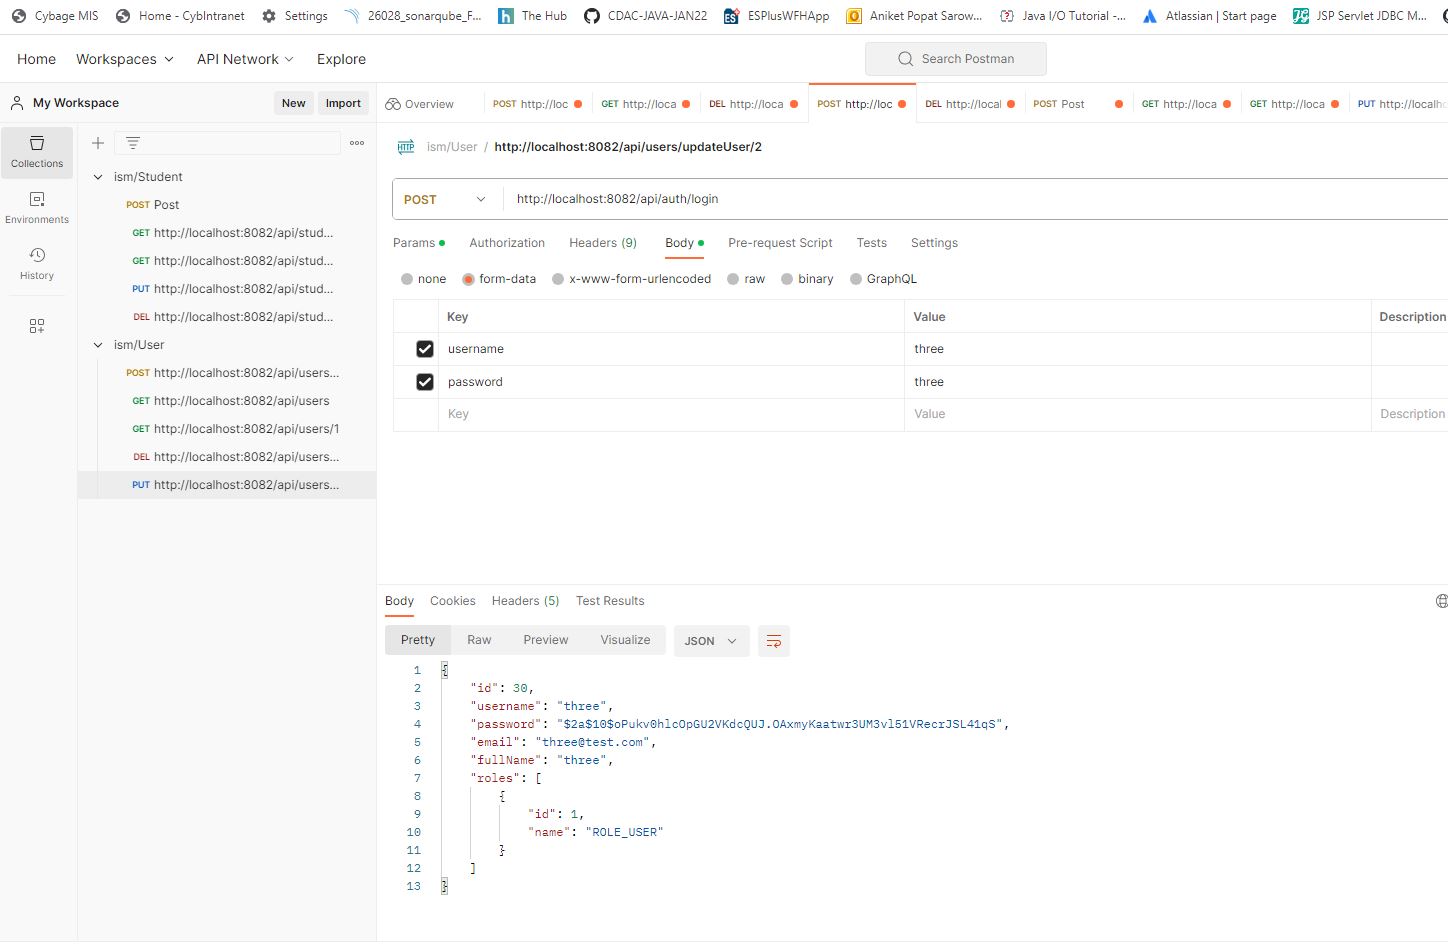 Cybage MIS
Home - CybIntranet
Settings
26028_sonarqube_F...
The Hub
CDAC-JAVA-JAN22
ESPlusWFHApp
Aniket Popat Sarow...
Java I/O Tutorial -...
Atlassian | Start page
JSP Servlet JDBC M...
Home
Workspaces
API Network
Explore
Search Postman
My Workspace
New
Import
Overview
POST http://loc
GET http://loca
DEL http://loca
POST http://loc
DEL http://local
POST Post
GET http://loca
GET http://loca
PUT http://localh
Collections
Environments
History
ism/Student
POST Post
GET http://localhost:8082/api/stud...
GET http://localhost:8082/api/stud...
PUT http://localhost:8082/api/stud...
DEL http://localhost:8082/api/stud...
ism/User
POST http://localhost:8082/api/users...
GET http://localhost:8082/api/users
GET http://localhost:8082/api/users/1
DEL http://localhost:8082/api/users...
PUT http://localhost:8082/api/users...
HTTP ism/User / http://localhost:8082/api/users/updateUser/2
POST http://localhost:8082/api/auth/login
Params Authorization Headers (9) Body Pre-request Script Tests Settings
none form-data x-www-form-urlencoded raw binary GraphQL
Key Value Description
username three
password three
Key Value Description
Body Cookies Headers (5) Test Results
Pretty Raw Preview Visualize JSON
1 {
2 "id": 30,
3 "username": "three",
4 "password": "$2a$10$oPukv0hlcOpGU2VKdcQUJ.OAxmyKaatwr3UM3vl51VRecrJSL41qS",
5 "email": "three@test.com",
6 "fullName": "three",
7 "roles": [
8 {
9 "id": 1,
10 "name": "ROLE_USER"
11 }
12 ]
13 }